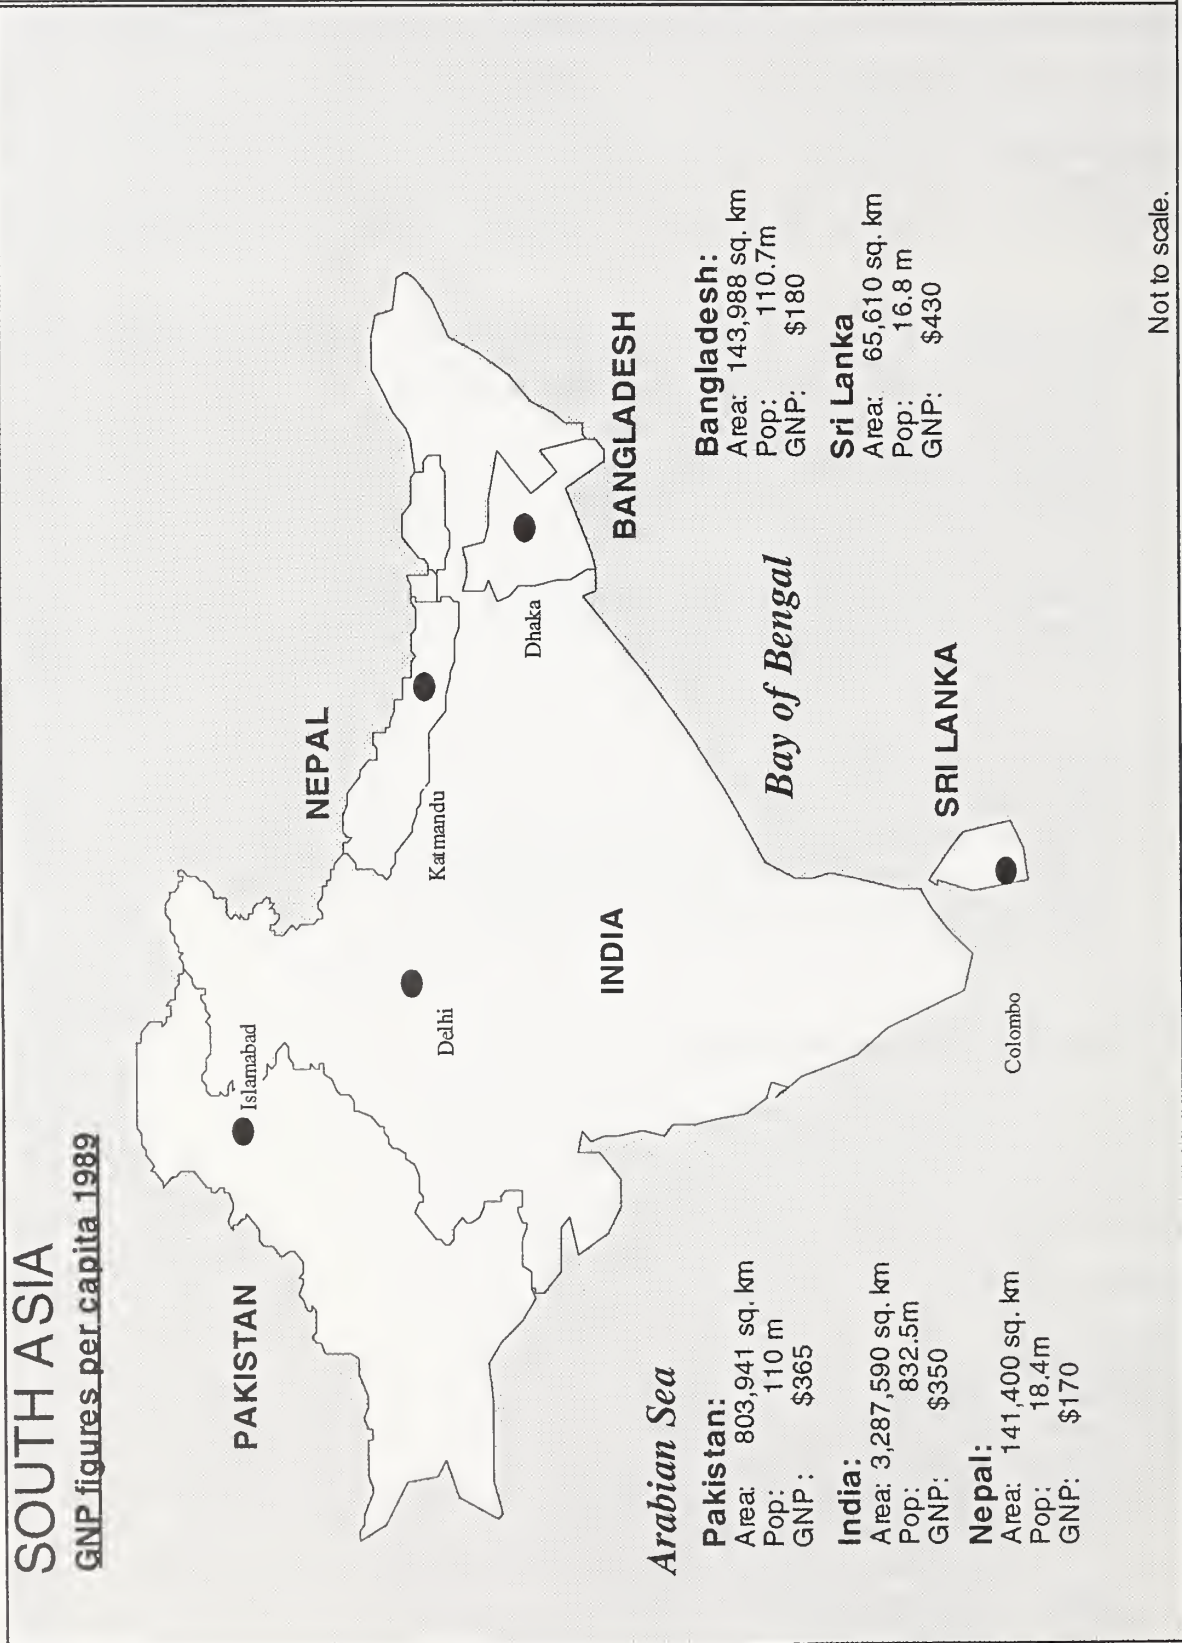 SOUTH ASIA
GNP figures per capita 1989
PAKISTAN
Islamabad
NEPAL
Katmandu
Delhi
INDIA
Dhaka
BANGLADESH
Arabian Sea
Bay of Bengal
SRI LANKA
Colombo
Pakistan:
Area: 803,941 sq. km
Pop: 110 m
GNP: $365
India:
Area: 3,287,590 sq. km
Pop: 832.5m
GNP: $350
Nepal:
Area: 141,400 sq. km
Pop: 18.4m
GNP: $170
Bangladesh:
Area: 143,988 sq. km
Pop: 110.7m
GNP: $180
Sri Lanka
Area: 65,610 sq. km
Pop: 16.8 m
GNP: $430
Not to scale.